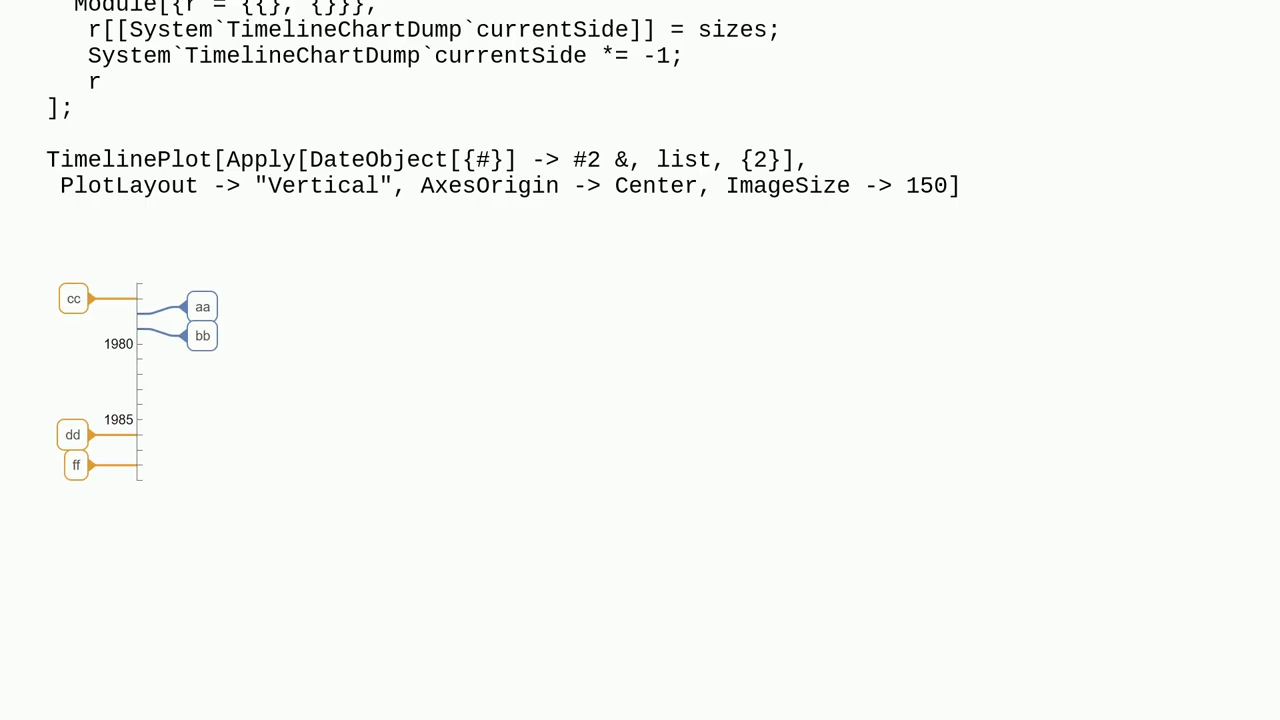 Module[{r = {{}, {}}},
r[[System`TimelineChartDump`currentSide]] = sizes;
System`TimelineChartDump`currentSide *= -1;
r
];
TimelinePlot[Apply[DateObject[{#}] -> #2 &, list, {2}],
PlotLayout -> "Vertical", AxesOrigin -> Center, ImageSize -> 150]
cc
aa
bb
1980
1985
dd
ff